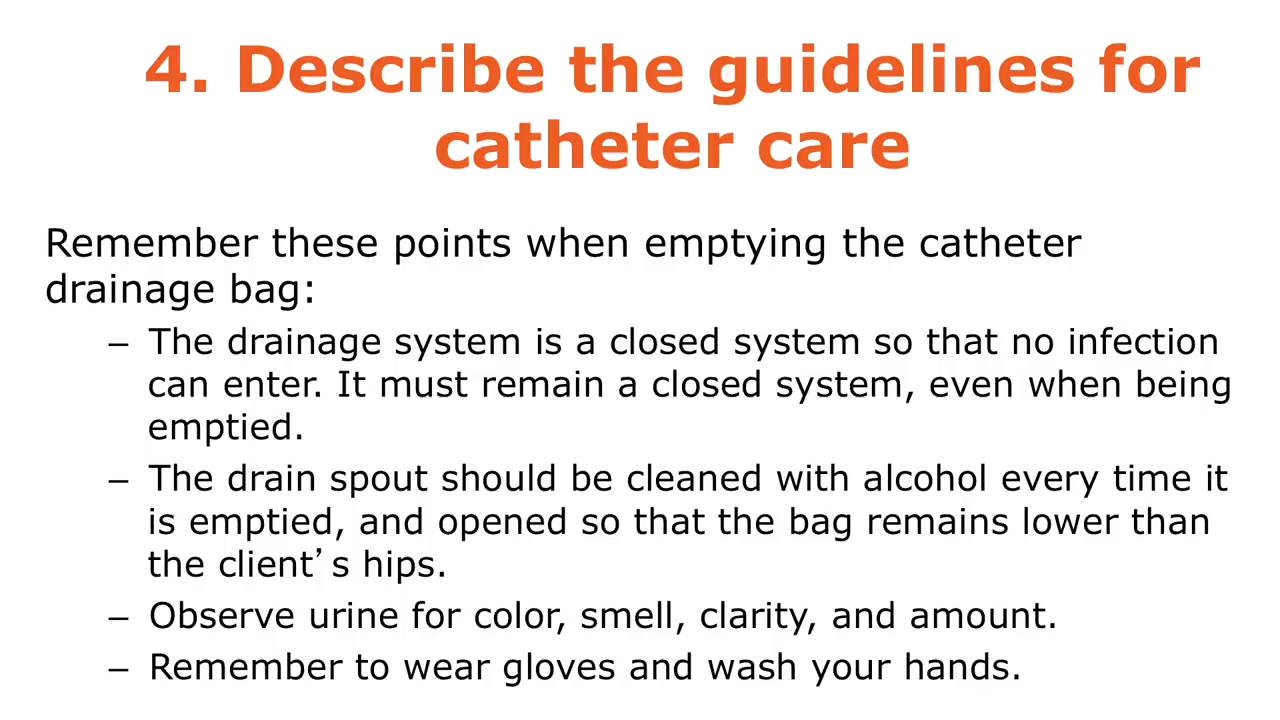 4. Describe the guidelines for
catheter care
Remember these points when emptying the catheter
drainage bag:
– The drainage system is a closed system so that no infection
can enter. It must remain a closed system, even when being
emptied.
– The drain spout should be cleaned with alcohol every time it
is emptied, and opened so that the bag remains lower than
the client’s hips.
– Observe urine for color, smell, clarity, and amount.
– Remember to wear gloves and wash your hands.